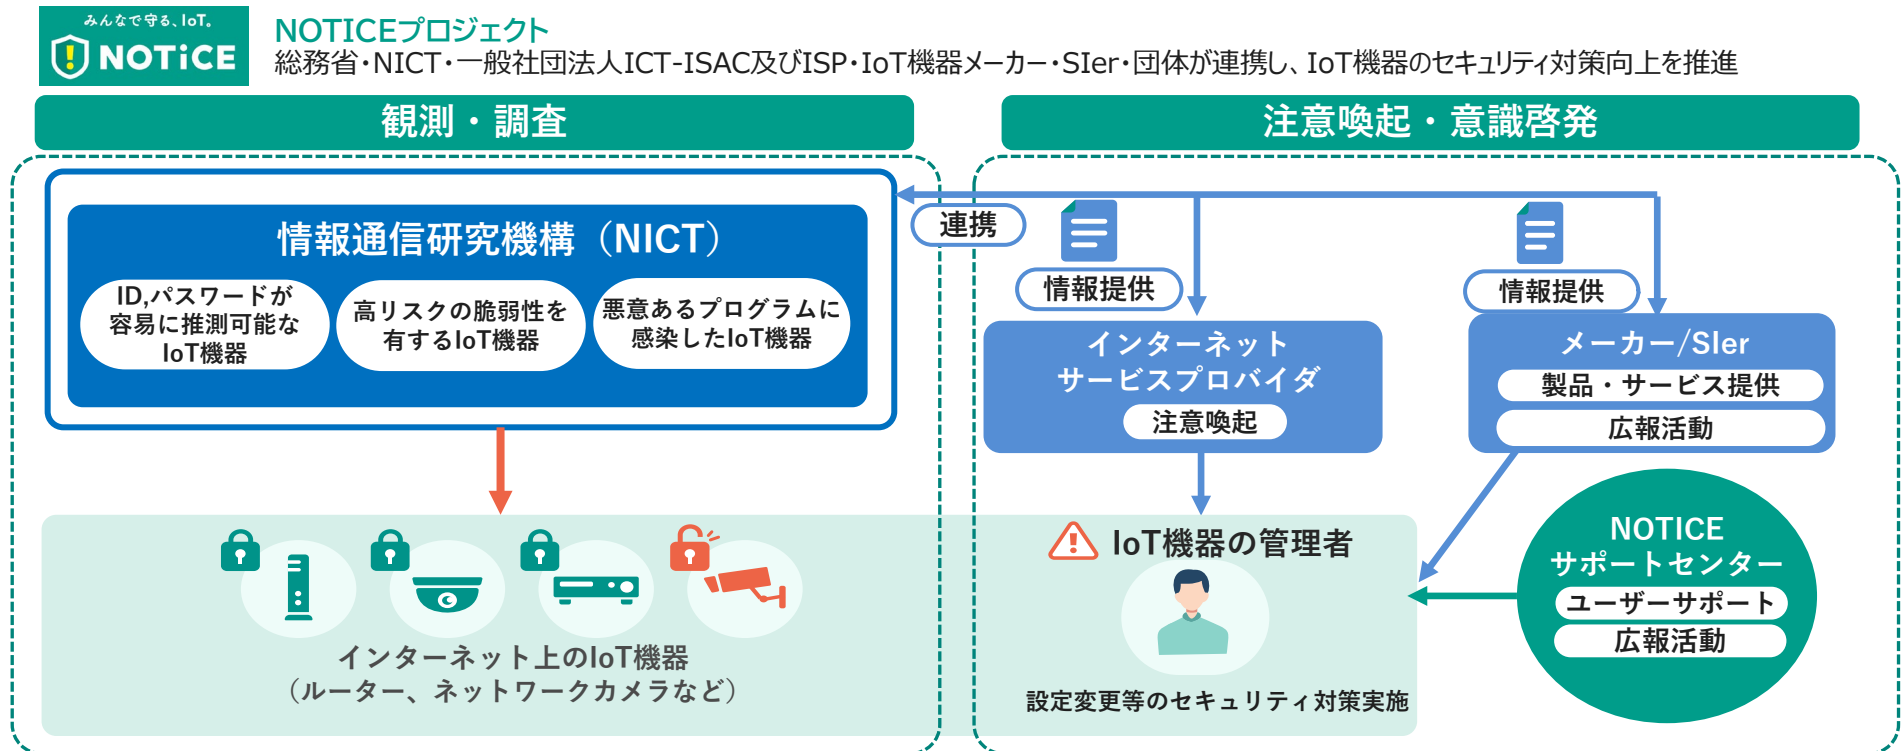 みんなで守る、IoT。
NOTiCE
NOTICEプロジェクト
総務省・NICT・一般社団法人ICT-ISAC及びISP・IoT機器メーカー・SIer・団体が連携し、IoT機器のセキュリティ対策向上を推進
観測・調査
情報通信研究機構（NICT）
ID,パスワードが
容易に推測可能な
IoT機器
高リスクの脆弱性を
有するIoT機器
悪意あるプログラムに
感染したIoT機器
インターネット上のIoT機器
（ルーター、ネットワークカメラなど）
注意喚起・意識啓発
連携
情報提供
インターネット
サービスプロバイダ
注意喚起
情報提供
メーカー/SIer
製品・サービス提供
広報活動
IoT機器の管理者
設定変更等のセキュリティ対策実施
NOTICE
サポートセンター
ユーザーサポート
広報活動